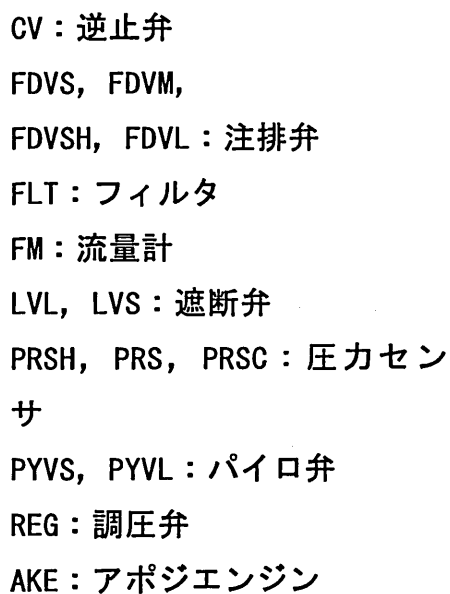 CV：逆止弁
FDVS, FDVM,
FDVSH, FDVL：注排弁
FLT：フィルタ
FM：流量計
LVL, LVS：遮断弁
PRSH, PRS, PRSC：圧力セン
サ
PYVS, PYVL：パイロ弁
REG：調圧弁
AKE：アポジエンジン